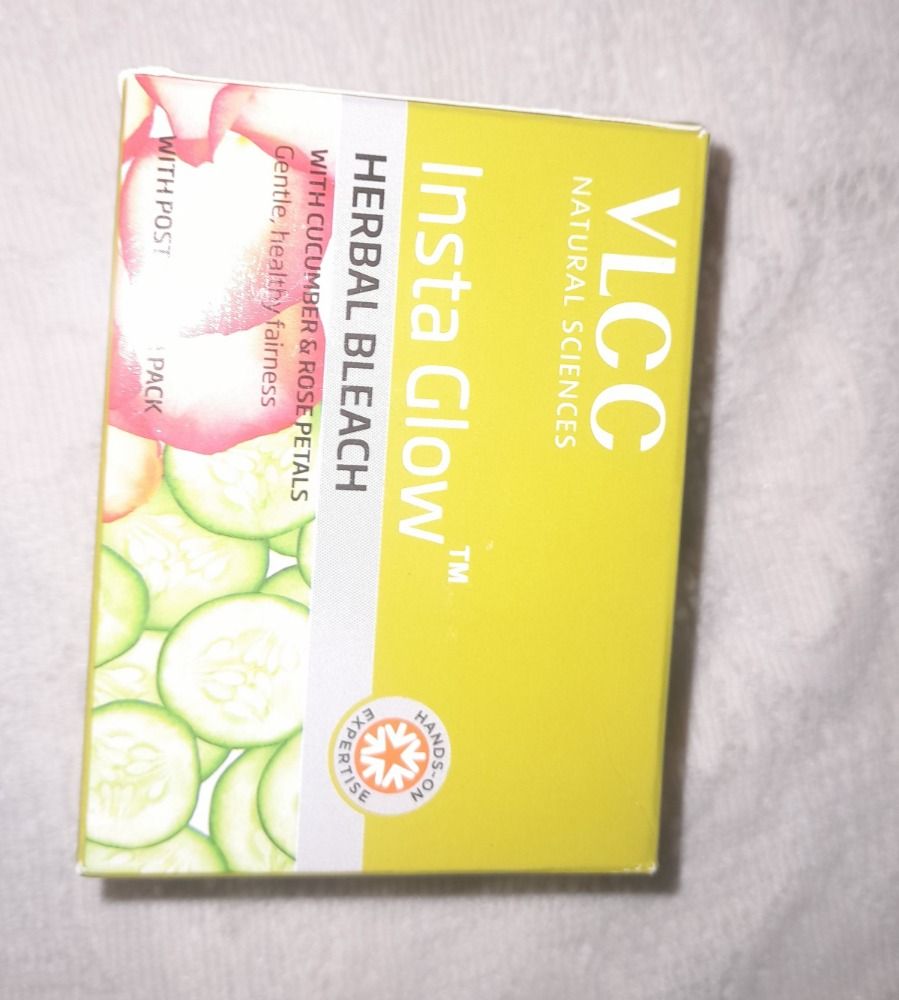 VLCC
NATURAL SCIENCES
Insta Glow™
HERBAL BLEACH
WITH CUCUMBER & ROSE PETALS
Gentle, healthy fairness
WITH POST PACK
HANDS-ON EXPERTISE